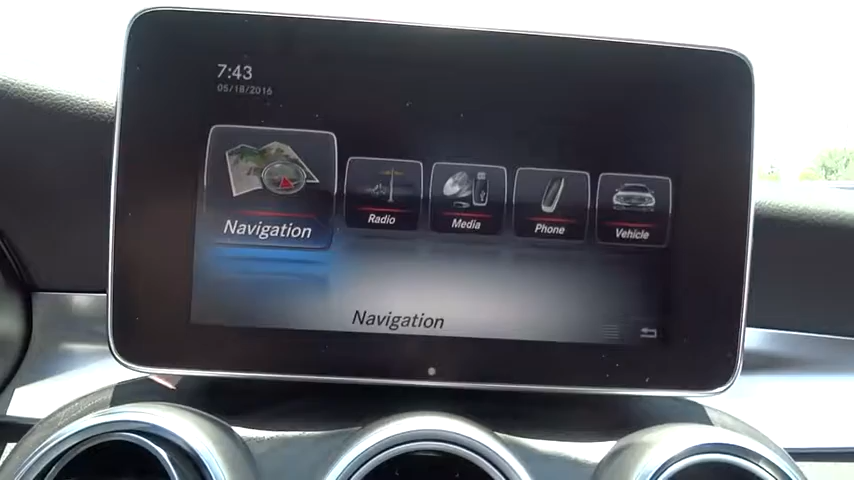 7:43
05/18/2016
Navigation
Radio
Media
Phone
Vehicle
Navigation